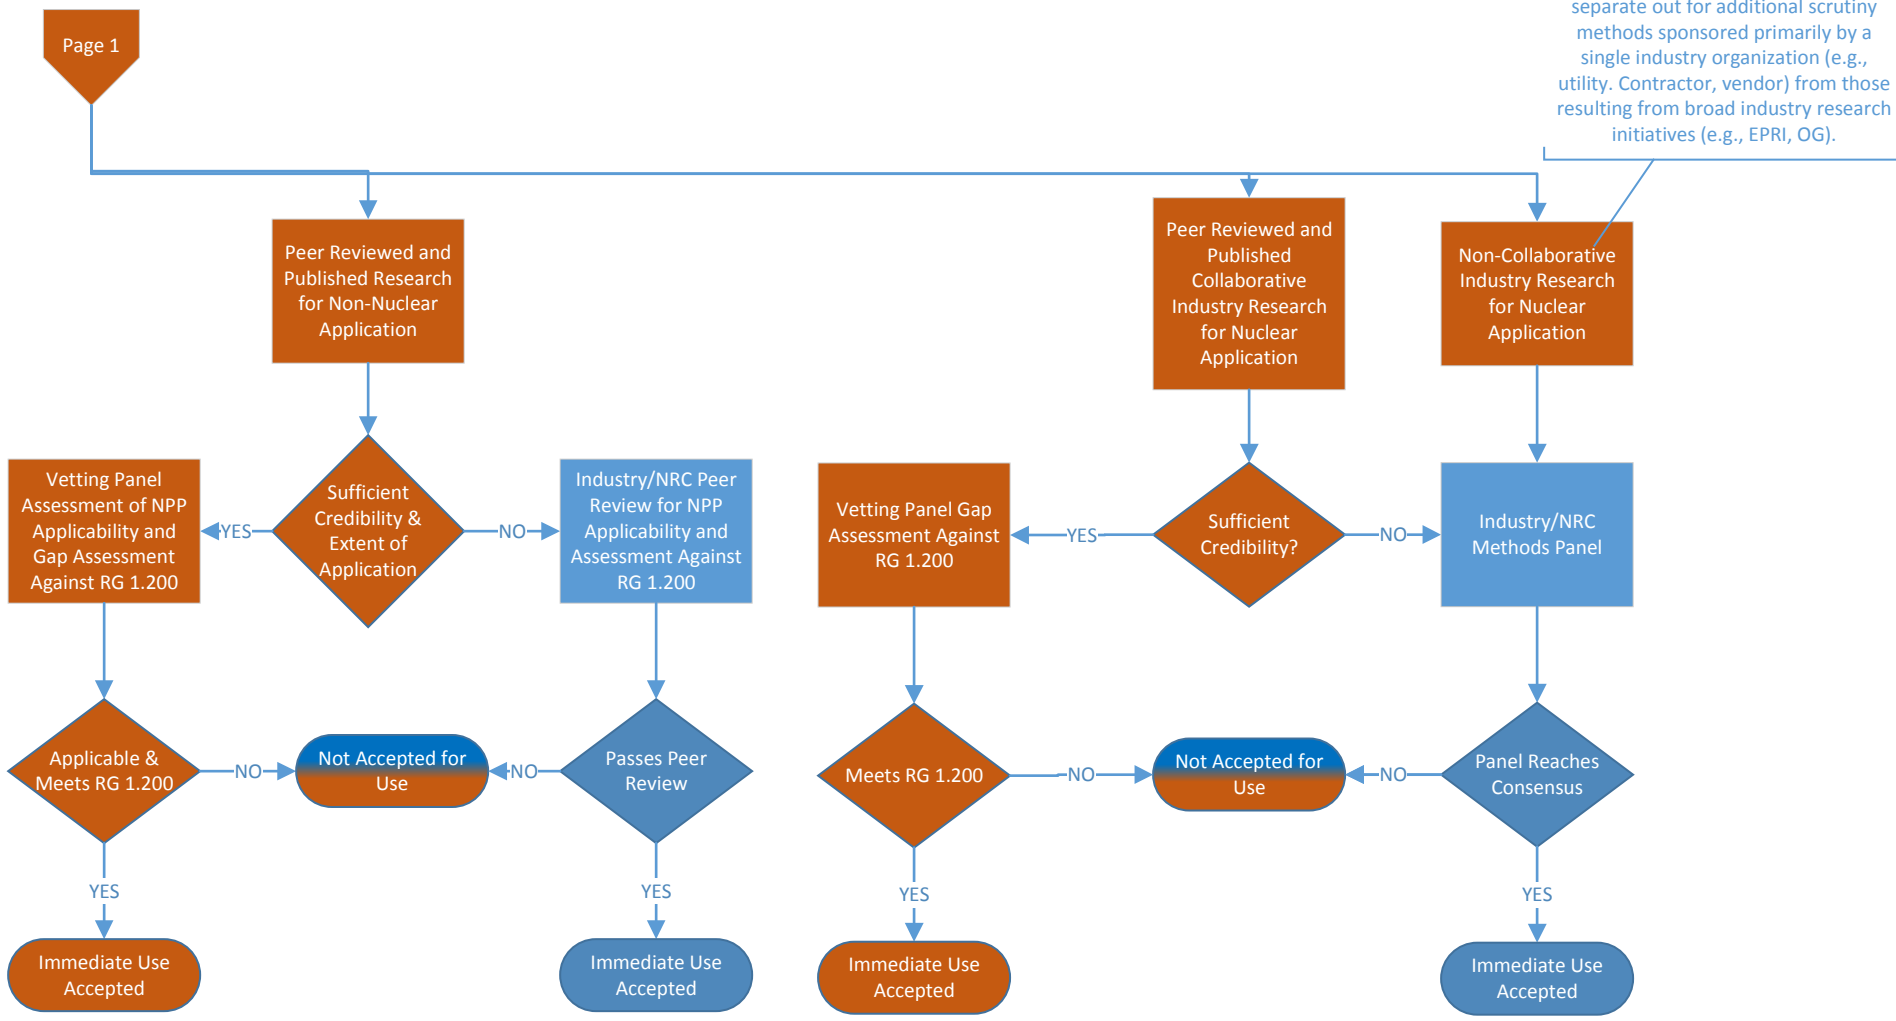 separate out for additional scrutiny
methods sponsored primarily by a
single industry organization (e.g.,
utility. Contractor, vendor) from those
resulting from broad industry research
initiatives (e.g., EPRI, OG).
Page 1
Peer Reviewed and
Published Research
for Non-Nuclear
Application
Peer Reviewed and
Published
Collaborative
Industry Research
for Nuclear
Application
Non-Collaborative
Industry Research
for Nuclear
Application
Vetting Panel
Assessment of NPP
Applicability and
Gap Assessment
Against RG 1.200
YES
Sufficient
Credibility &
Extent of
Application
NO
Industry/NRC Peer
Review for NPP
Applicability and
Assessment Against
RG 1.200
Vetting Panel Gap
Assessment Against
RG 1.200
YES
Sufficient
Credibility?
NO
Industry/NRC
Methods Panel
Applicable &
Meets RG 1.200
NO
Not Accepted for
Use
NO
Passes Peer
Review
Meets RG 1.200
NO
Not Accepted for
Use
NO
Panel Reaches
Consensus
YES
YES
YES
YES
Immediate Use
Accepted
Immediate Use
Accepted
Immediate Use
Accepted
Immediate Use
Accepted